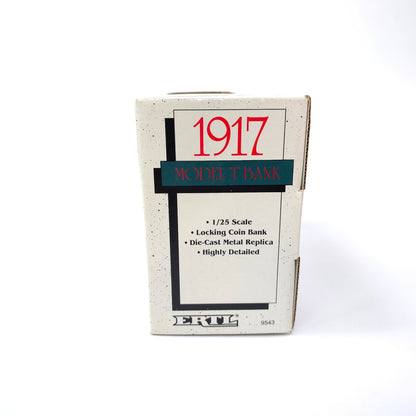 1917
MODEL T BANK
• 1/25 Scale
• Locking Coin Bank
• Die-Cast Metal Replica
• Highly Detailed
ERTL® 9543